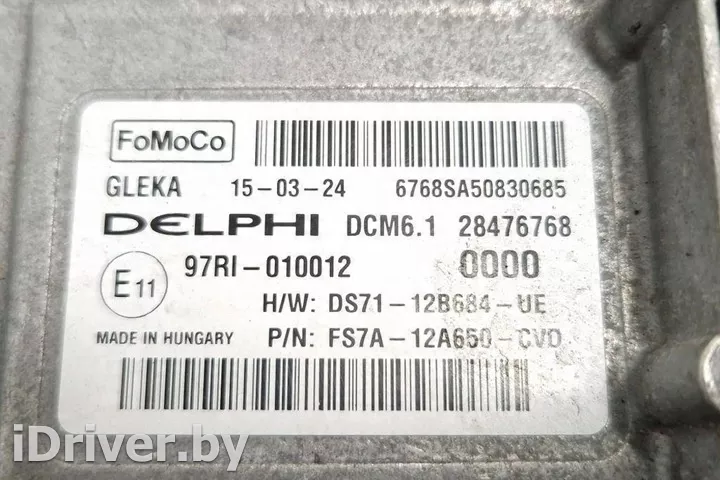 FoMoCo
GLEKA 15-03-24 6768SA50830685
DELPHI DCM6.1 28476768
E11 97RI-010012 0000
H/W: DS71-12B684-UE
MADE IN HUNGARY P/N: FS7A-12A650-CVD
iDriver.by